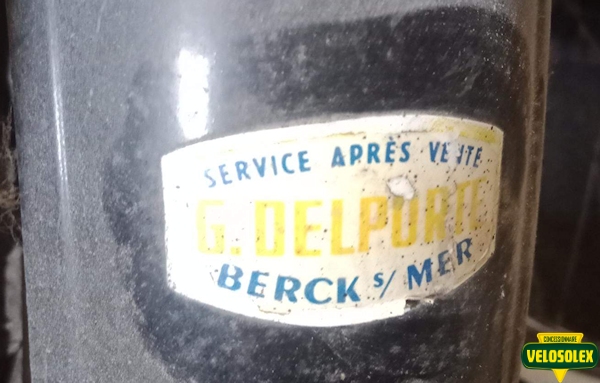 SERVICE APRÈS VENTE
G. DELPORTE
BERCK s/ MER
CONCESSIONNAIRE
VELOSOLEX